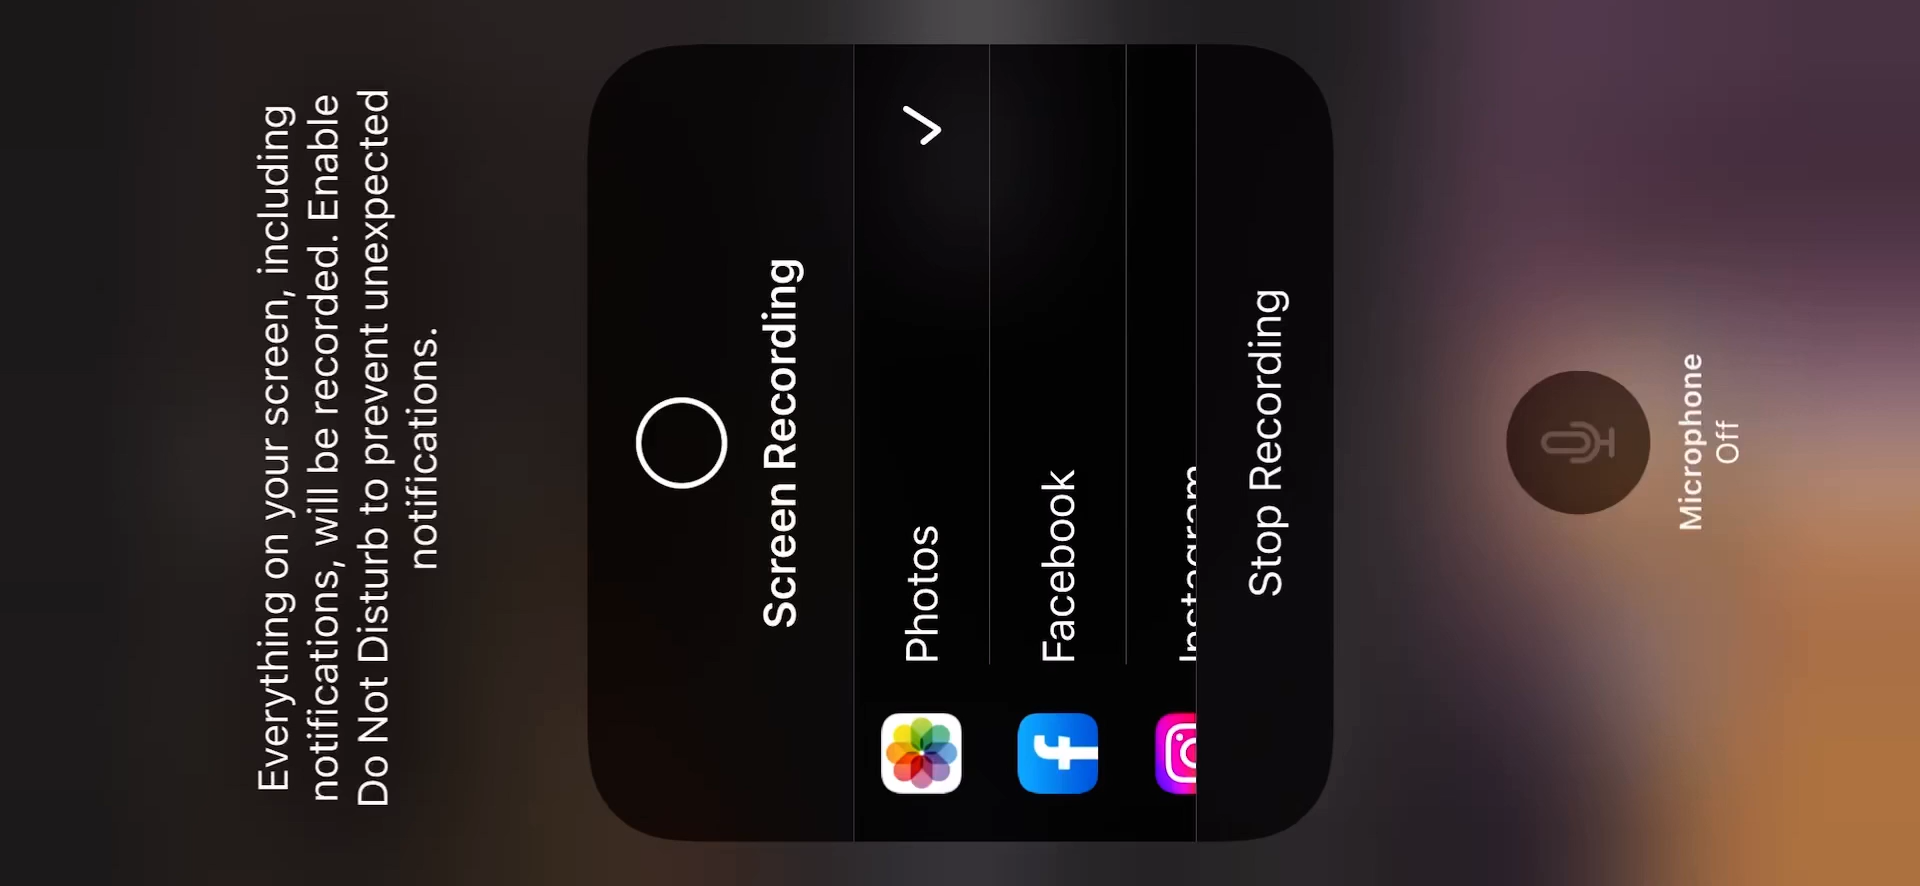 Everything on your screen, including
notifications, will be recorded. Enable
Do Not Disturb to prevent unexpected
notifications.
Screen Recording
Photos
Facebook
Instagram
Stop Recording
Microphone
Off